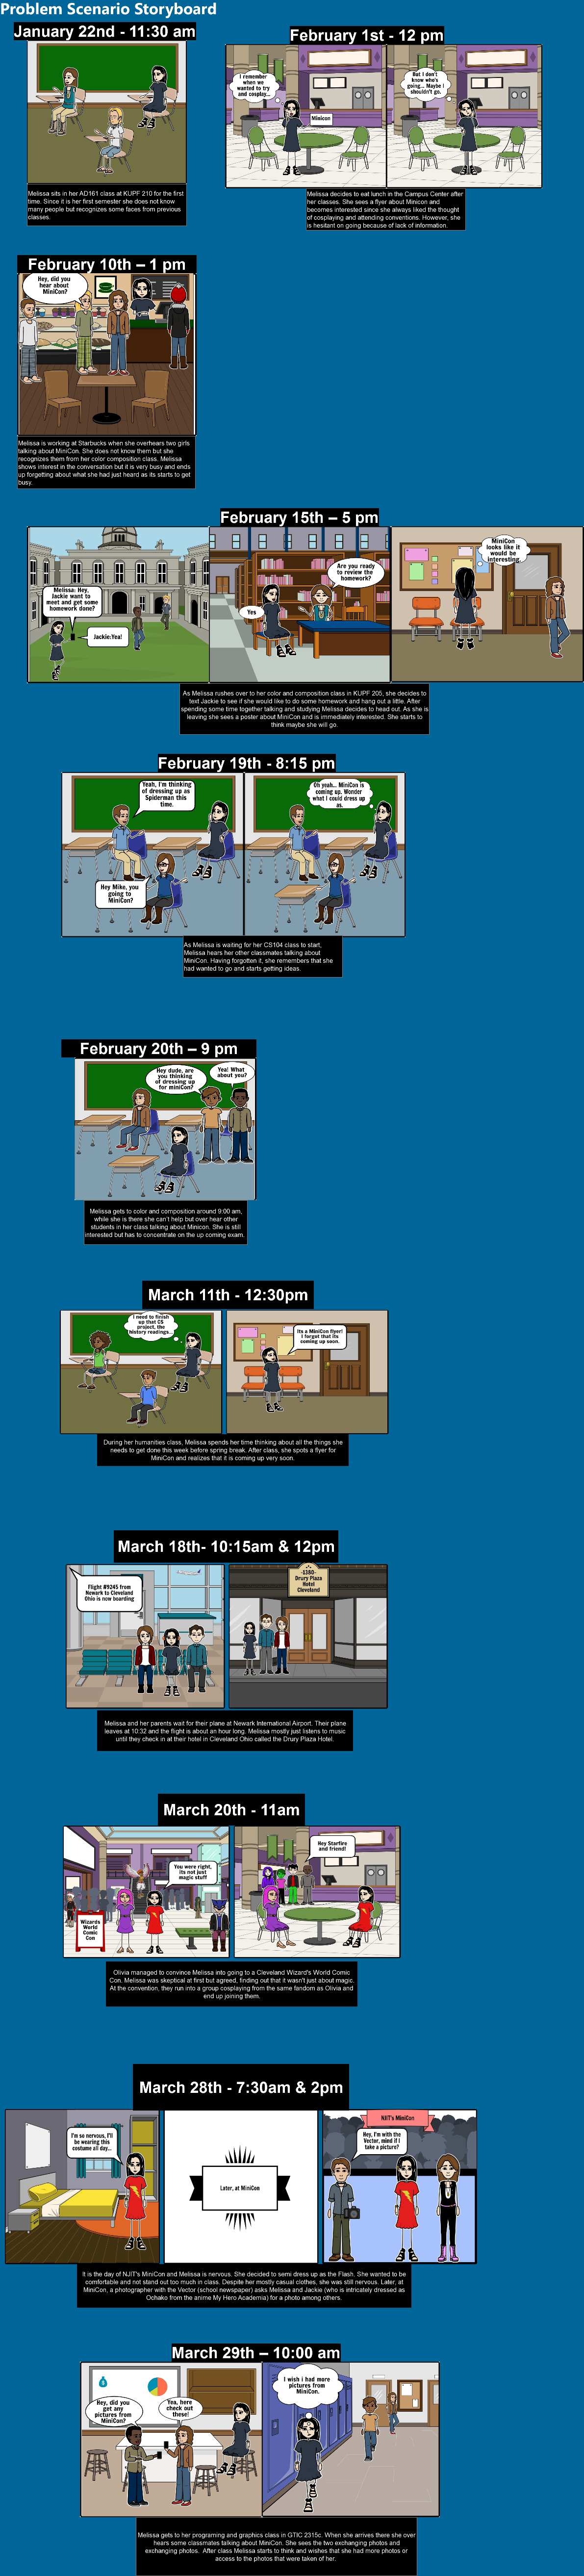 Problem Scenario Storyboard
January 22nd - 11:30 am
Melissa sits in her AD161 class at KUPF 210 for the first
time. Since it is her first semester she does not know
many people but recognizes some faces from previous
classes.
February 1st - 12 pm
I remember
when we
wanted to try
and cosplay...
Minicon
But I don't
know who's
going... Maybe I
shouldn't go.
Melissa decides to eat lunch in the Campus Center after
her classes. She sees a flyer about Minicon and
becomes interested since she always liked the thought
of cosplaying and attending conventions. However, she
is hesitant on going because of lack of information.
February 10th – 1 pm
Hey, did you
hear about
MiniCon?
Melissa is working at Starbucks when she overhears two girls
talking about MiniCon. She does not know them but she
recognizes them from her color composition class. Melissa
shows interest in the conversation but it is very busy and ends
up forgetting about what she had just heard as its starts to get
busy.
February 15th – 5 pm
Melissa: Hey,
Jackie want to
meet and get some
homework done?
Jackie:Yea!
Are you ready
to review the
homework?
Yes
MiniCon
looks like it
would be
interesting.
As Melissa rushes over to her color and composition class in KUPF 205, she decides to
text Jackie to see if she would like to do some homework and hang out a little. After
spending some time together talking and studying Melissa decides to head out. As she is
leaving she sees a poster about MiniCon and is immediately interested. She starts to
think maybe she will go.
February 19th - 8:15 pm
Yeah, I'm thinking
of dressing up as
Spiderman this
time.
Hey Mike, you
going to
MiniCon?
Oh yeah... MiniCon is
coming up. Wonder
what I could dress up
as.
As Melissa is waiting for her CS104 class to start,
Melissa hears her other classmates talking about
MiniCon. Having forgotten it, she remembers that she
had wanted to go and starts getting ideas.
February 20th – 9 pm
Hey dude, are
you thinking
of dressing up
for miniCon?
Yea! What
about you?
Melissa gets to color and composition around 9:00 am,
while she is there she can't help but over hear other
students in her class talking about Minicon. She is still
interested but has to concentrate on the up coming exam.
March 11th - 12:30pm
I need to finish
up that CS
project, the
history readings...
Its a MiniCon flyer!
I forgot that its
coming up soon.
During her humanities class, Melissa spends her time thinking about all the things she
needs to get done this week before spring break. After class, she spots a flyer for
MiniCon and realizes that it is coming up very soon.
March 18th- 10:15am & 12pm
Flight #9245 from
Newark to Cleveland
Ohio is now boarding
-1380-
Drury Plaza
Hotel
Cleveland
Melissa and her parents wait for their plane at Newark International Airport. Their plane
leaves at 10:32 and the flight is about an hour long. Melissa mostly just listens to music
until they check in at their hotel in Cleveland Ohio called the Drury Plaza Hotel.
March 20th - 11am
You were right,
its not just
magic stuff
Wizards
World
Comic
Con
Hey Starfire
and friend!
Olivia managed to convince Melissa into going to a Cleveland Wizard's World Comic
Con. Melissa was skeptical at first but agreed, finding out that it wasn't just about magic.
At the convention, they run into a group cosplaying from the same fandom as Olivia and
end up joining them.
March 28th - 7:30am & 2pm
I'm so nervous, I'll
be wearing this
costume all day...
Later, at MiniCon
NJIT's MiniCon
Hey, I'm with the
Vector, mind if I
take a picture?
It is the day of NJIT's MiniCon and Melissa is nervous. She decided to semi dress up as the Flash. She wanted to be
comfortable and not stand out too much in class. Despite her mostly casual clothes, she was still nervous. Later, at
MiniCon, a photographer with the Vector (school newspaper) asks Melissa and Jackie (who is intricately dressed as
Ochako from the anime My Hero Academia) for a photo among others.
March 29th – 10:00 am
Hey, did you
get any
pictures from
MiniCon?
Yea, here
check out
these!
I wish i had more
pictures from
MiniCon.
Melissa gets to her programing and graphics class in GTIC 2315c. When she arrives there she over
hears some classmates talking about MiniCon. She sees the two exchanging photos and
exchanging photos. After class Melissa starts to think and wishes that she had more photos or
access to the photos that were taken of her.